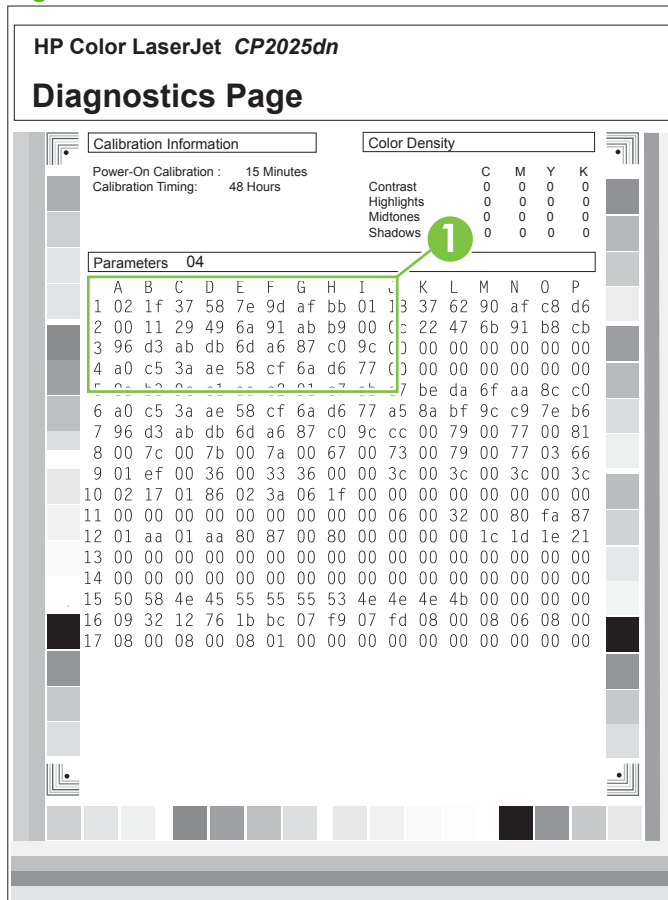 HP Color LaserJet CP2025dn
Diagnostics Page
Calibration Information
Power-On Calibration : 15 Minutes
Calibration Timing: 48 Hours
Color Density
C M Y K
Contrast 0 0 0 0
Highlights 0 0 0 0
Midtones 0 0 0 0
Shadows 0 0 0 0
1
Parameters 04
A B C D E F G H I K L M N O P
1 02 1f 37 58 7e 9d af bb 01 37 62 90 af c8 d6
2 00 11 29 49 6a 91 ab b9 00 0c 22 47 6b 91 b8 cb
3 96 d3 ab db 6d a6 87 c0 9c 00 00 00 00 00 00 00
4 a0 c5 3a ae 58 cf 6a d6 77 00 00 00 00 00 00 00
be da 6f aa 8c c0
6 a0 c5 3a ae 58 cf 6a d6 77 a5 8a bf 9c c9 7e b6
7 96 d3 ab db 6d a6 87 c0 9c cc 00 79 00 77 00 81
8 00 7c 00 7b 00 7a 00 67 00 73 00 79 00 77 03 66
9 01 ef 00 36 00 33 36 00 00 3c 00 3c 00 3c 00 3c
10 02 17 01 86 02 3a 06 1f 00 00 00 00 00 00 00 00
11 00 00 00 00 00 00 00 00 00 06 00 32 00 80 fa 87
12 01 aa 01 aa 80 87 00 80 00 00 00 00 1c 1d 1e 21
13 00 00 00 00 00 00 00 00 00 00 00 00 00 00 00 00
14 00 00 00 00 00 00 00 00 00 00 00 00 00 00 00 00
15 50 58 4e 45 55 55 55 53 4e 4e 4e 4b 00 00 00 00
16 09 32 12 76 1b bc 07 f9 07 fd 08 00 08 06 08 00
17 08 00 08 00 08 01 00 00 00 00 00 00 00 00 00 00